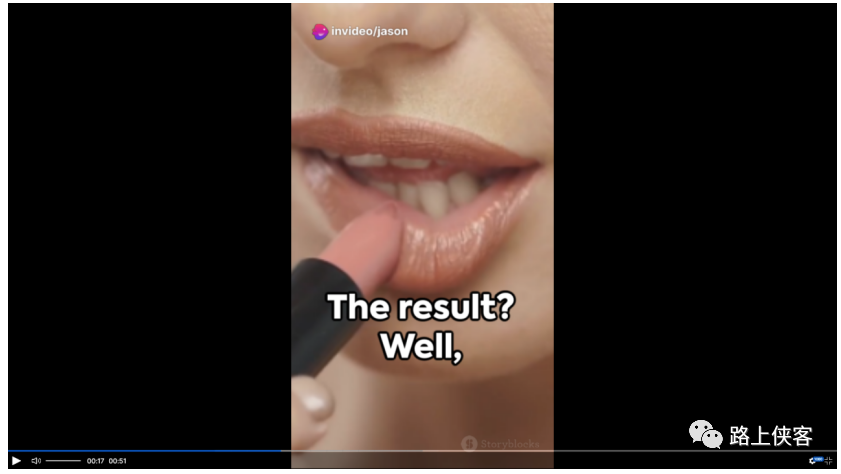 invideo/jason
The result?
Well,
Storyblocks
路上侠客
00:17 00:51